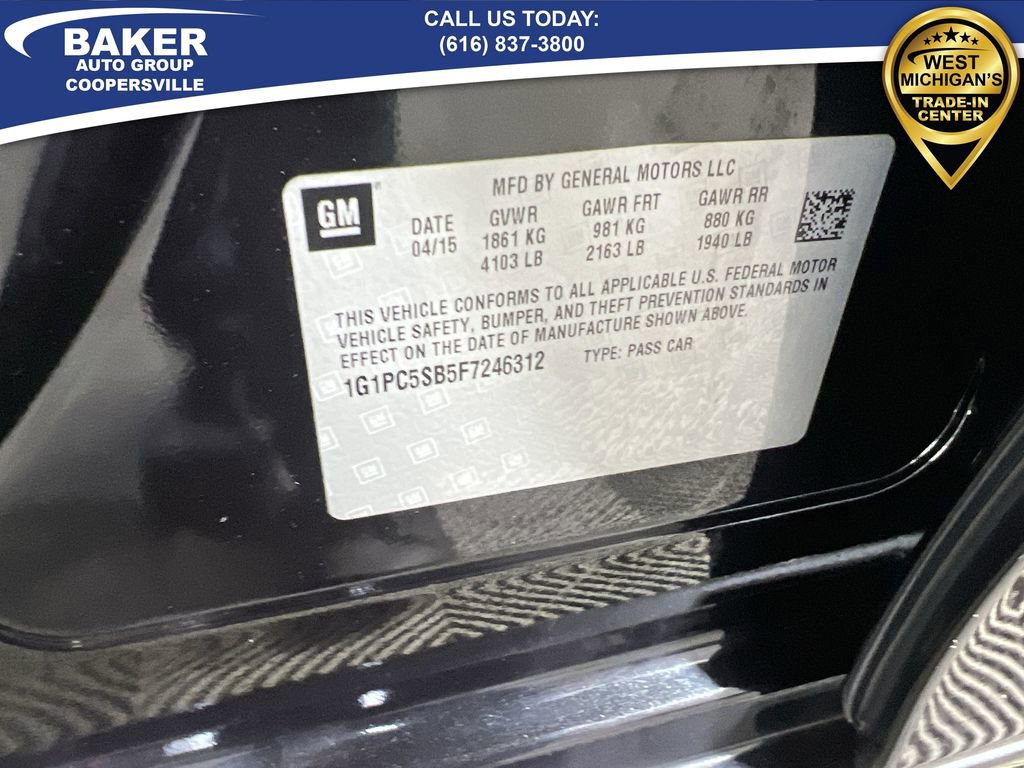 BAKER
AUTO GROUP
COOPERSVILLE
CALL US TODAY:
(616) 837-3800
WEST
MICHIGAN'S
TRADE-IN
CENTER
GM®
MFD BY GENERAL MOTORS LLC
DATE GVWR GAWR FRT GAWR RR
04/15 1861 KG 981 KG 880 KG
4103 LB 2163 LB 1940 LB
THIS VEHICLE CONFORMS TO ALL APPLICABLE U.S. FEDERAL MOTOR
VEHICLE SAFETY, BUMPER, AND THEFT PREVENTION STANDARDS IN
EFFECT ON THE DATE OF MANUFACTURE SHOWN ABOVE.
1G1PC5SB5F7246312 TYPE: PASS CAR